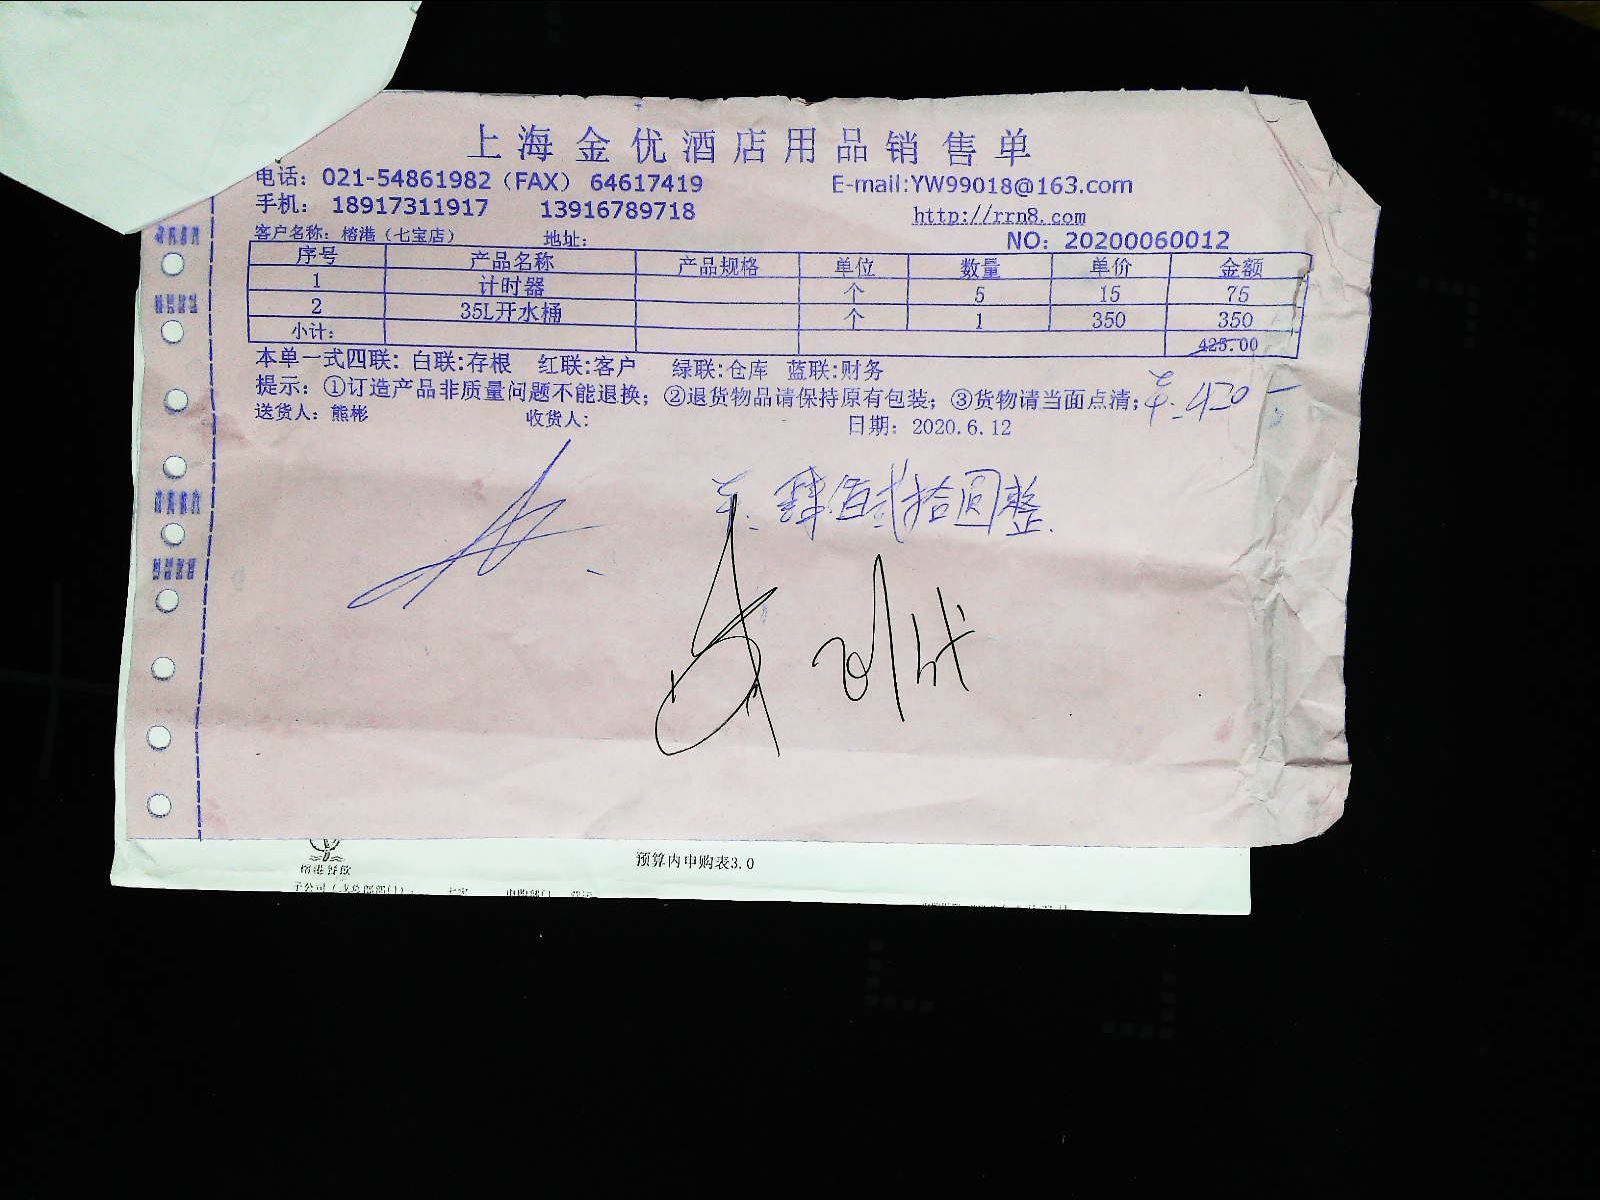 上海金优酒店用品销售单
电话：021-54861982（FAX） 64617419 E-mail:YW99018@163.com
手机： 18917311917 13916789718 http://rrn8.com
客户名称：榕港（七宝店） 地址： NO：20200060012
序号 产品名称 产品规格 单位 数量 单价 金额
1 计时器 个 5 15 75
2 35L开水桶 个 1 350 350
小计： 425.00
本单一式四联：白联:存根 红联:客户 绿联:仓库 蓝联:财务
提示：①订造产品非质量问题不能退换；②退货物品请保持原有包装；③货物请当面点清；
420
送货人：熊彬 收货人： 日期：2020.6.12
肆佰贰拾圆整
榕港餐饮
预算内申购表3.0